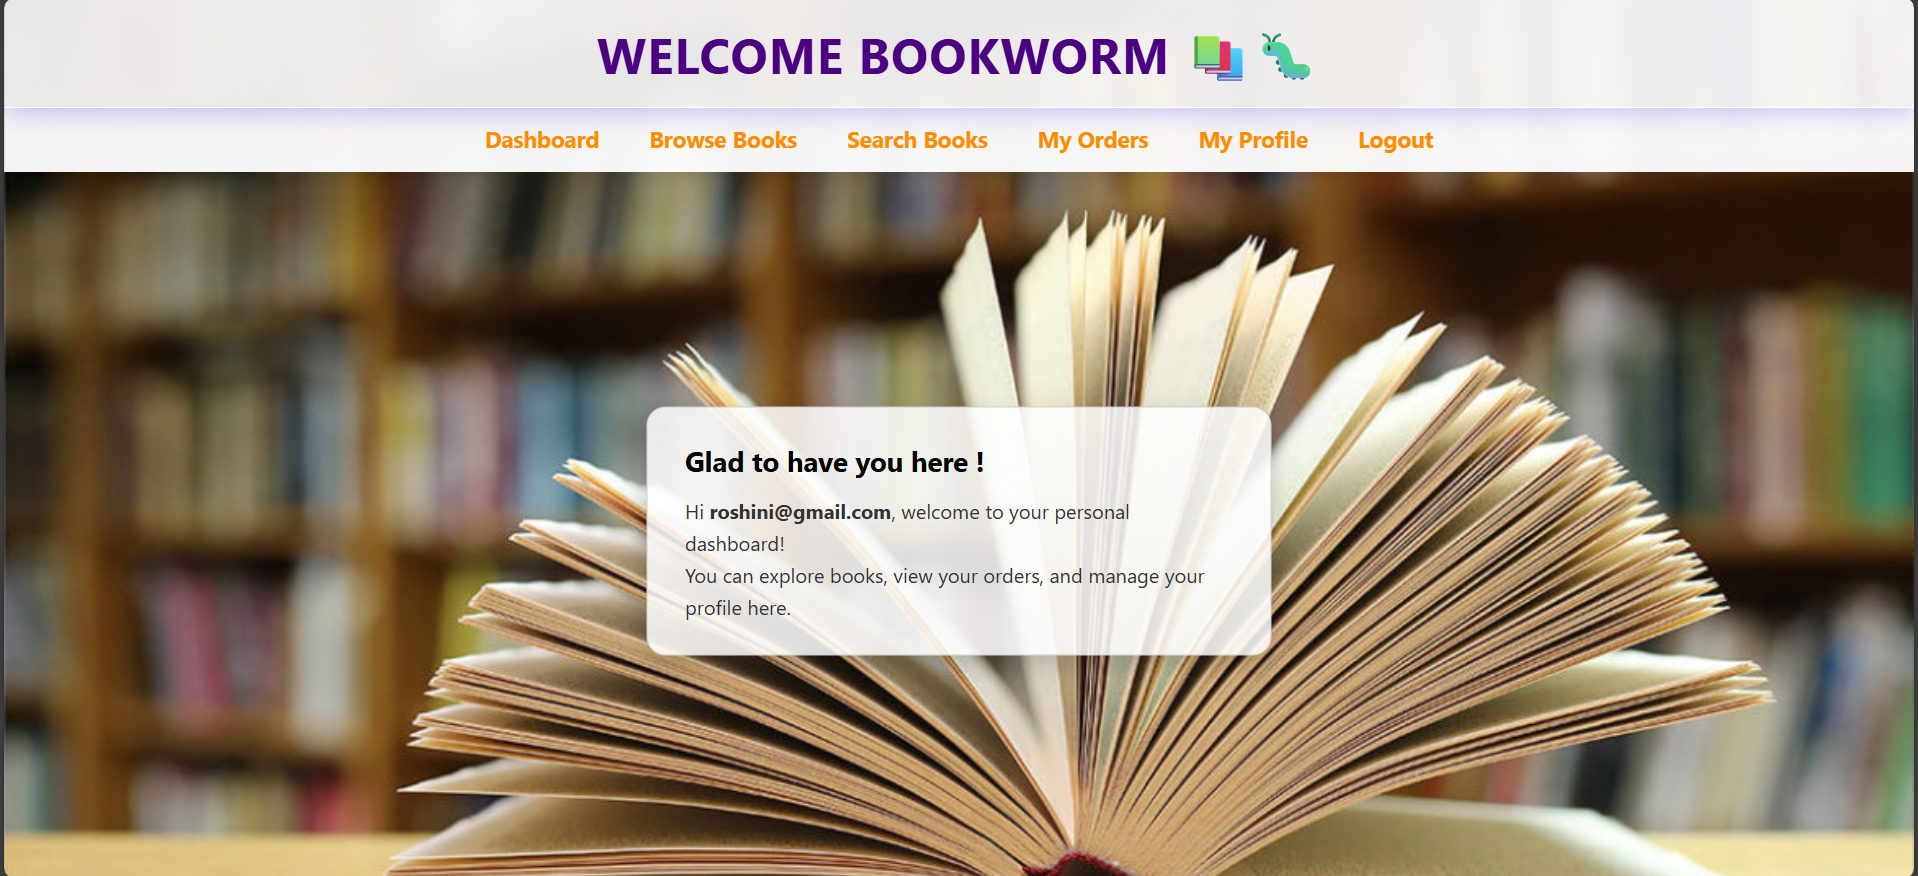 WELCOME BOOKWORM 📚 🐛
Dashboard Browse Books Search Books My Orders My Profile Logout
Glad to have you here !
Hi roshini@gmail.com, welcome to your personal
dashboard!
You can explore books, view your orders, and manage your
profile here.